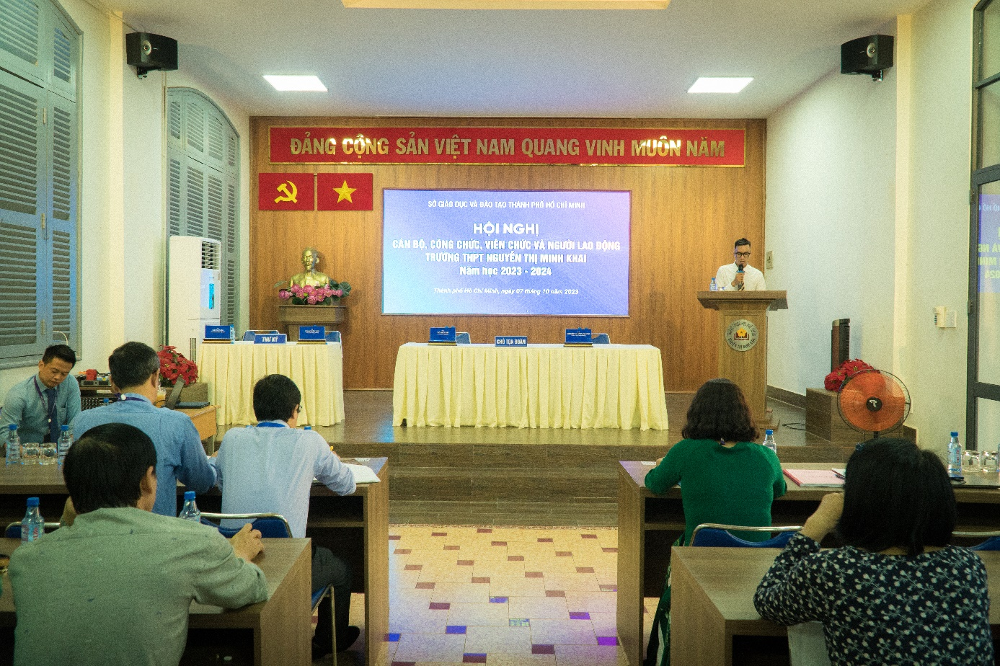 ĐẢNG CỘNG SẢN VIỆT NAM QUANG VINH MUÔN NĂM
SỞ GIÁO DỤC VÀ ĐÀO TẠO THÀNH PHỐ HỒ CHÍ MINH
HỘI NGHỊ
CÁN BỘ, CÔNG CHỨC, VIÊN CHỨC VÀ NGƯỜI LAO ĐỘNG
TRƯỜNG THPT NGUYỄN THỊ MINH KHAI
Năm học 2023 - 2024
Thành phố Hồ Chí Minh, ngày 07 tháng 10 năm 2023
THƯ KÝ
CHỦ TỌA ĐOÀN